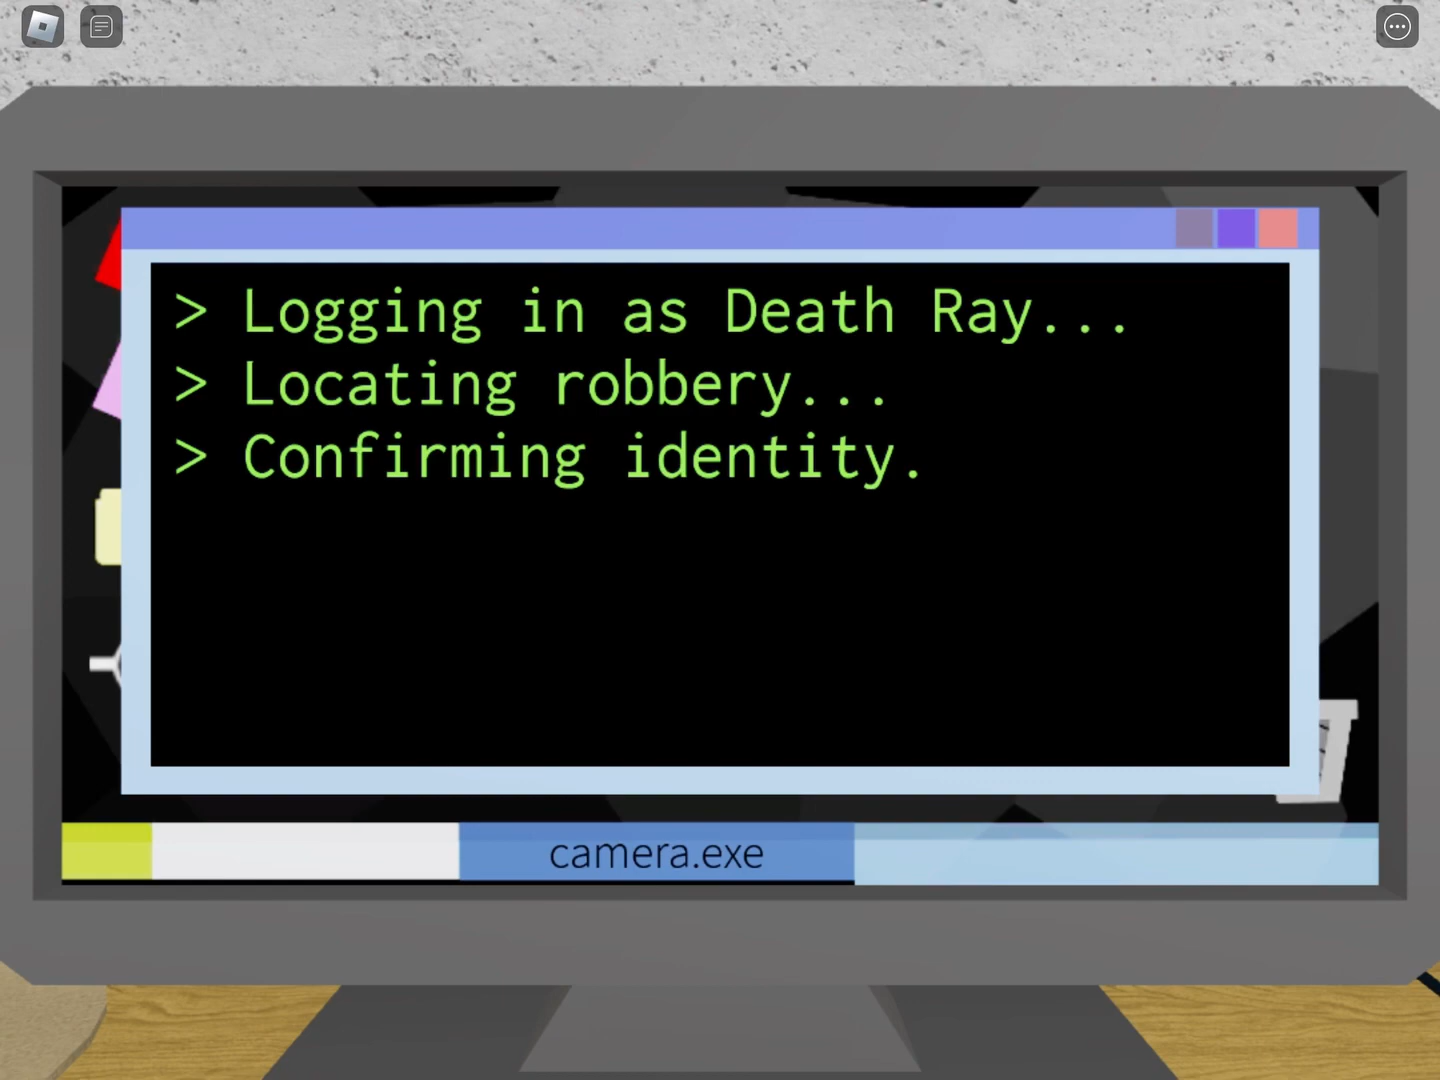 > Logging in as Death Ray...
> Locating robbery...
> Confirming identity.
camera.exe